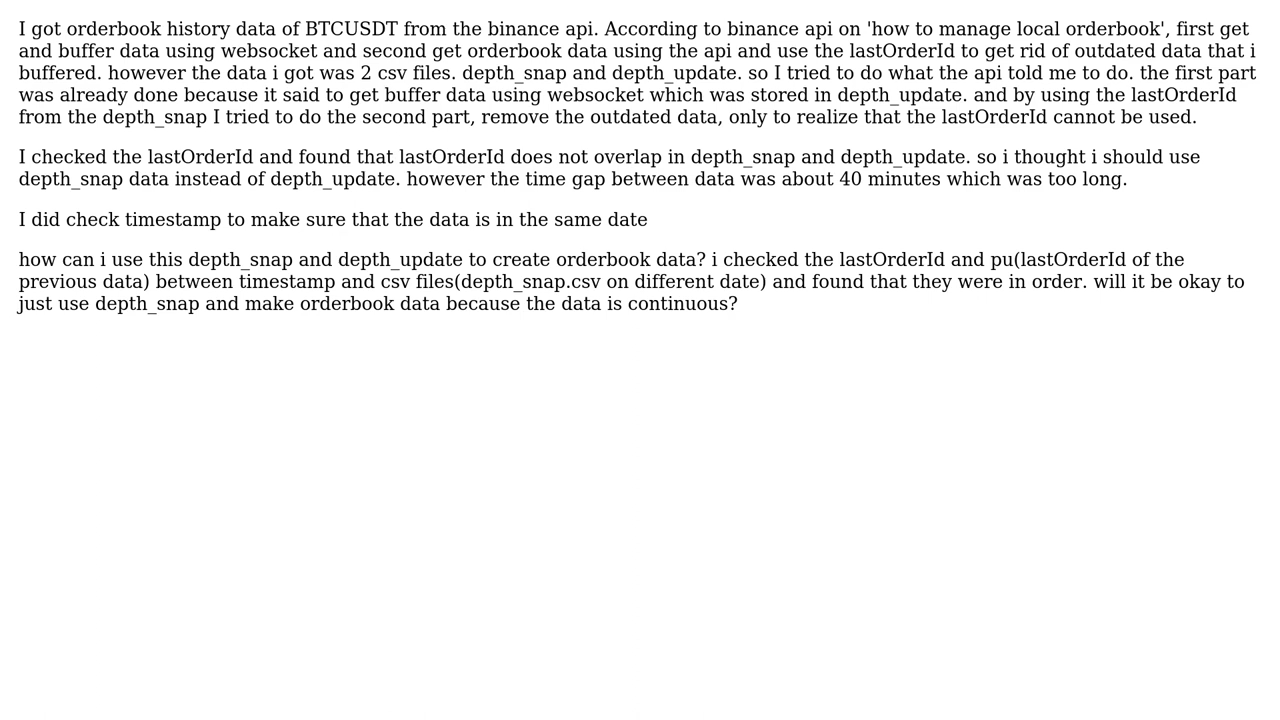 I got orderbook history data of BTCUSDT from the binance api. According to binance api on 'how to manage local orderbook', first get
and buffer data using websocket and second get orderbook data using the api and use the lastOrderId to get rid of outdated data that i
buffered. however the data i got was 2 csv files. depth_snap and depth_update. so I tried to do what the api told me to do. the first part
was already done because it said to get buffer data using websocket which was stored in depth_update. and by using the lastOrderId
from the depth_snap I tried to do the second part, remove the outdated data, only to realize that the lastOrderId cannot be used.
I checked the lastOrderId and found that lastOrderId does not overlap in depth_snap and depth_update. so i thought i should use
depth_snap data instead of depth_update. however the time gap between data was about 40 minutes which was too long.
I did check timestamp to make sure that the data is in the same date
how can i use this depth_snap and depth_update to create orderbook data? i checked the lastOrderId and pu(lastOrderId of the
previous data) between timestamp and csv files(depth_snap.csv on different date) and found that they were in order. will it be okay to
just use depth_snap and make orderbook data because the data is continuous?